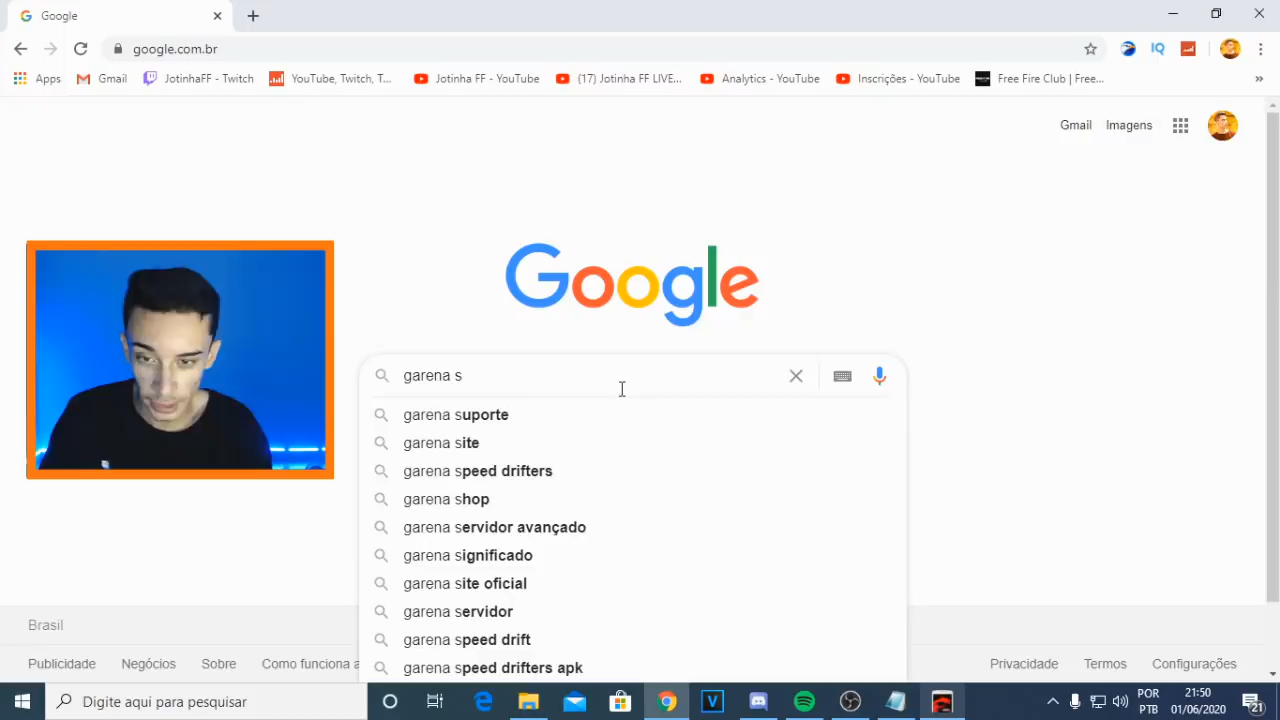 Google
google.com.br
Apps
Gmail
JotinhaFF - Twitch
YouTube, Twitch, T...
Jotinha FF - YouTube
(17) Jotinha FF LIVE...
Analytics - YouTube
Inscrições - YouTube
Free Fire Club | Free...
»
Gmail
Imagens
Google
garena s
garena suporte
garena site
garena speed drifters
garena shop
garena servidor avançado
garena significado
garena site oficial
garena servidor
garena speed drift
garena speed drifters apk
Brasil
Publicidade
Negócios
Sobre
Como funciona a
Privacidade
Termos
Configurações
Digite aqui para pesquisar
POR
PTB
21:50
01/06/2020
21